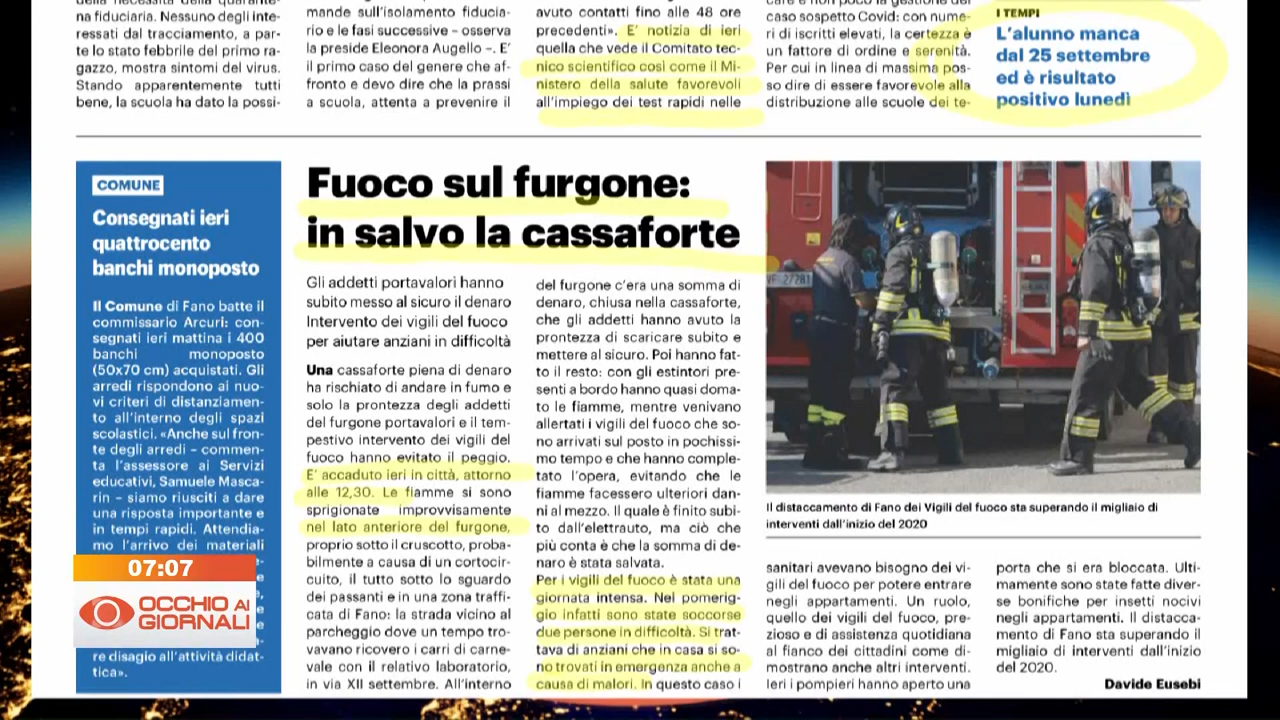 della necessità della quarante-
na fiduciaria. Nessuno degli inte-
ressati dal tracciamento, a par-
te lo stato febbrile del primo ra-
gazzo, mostra sintomi del virus.
Stando apparentemente tutti
bene, la scuola ha dato la possi-
mande sull'isolamento fiducia-
rio e le fasi successive – osserva
la preside Eleonora Augello –. E'
il primo caso del genere che af-
fronto e devo dire che la prassi
a scuola, attenta a prevenire il
avuto contatti fino alle 48 ore
precedenti». E' notizia di ieri
quella che vede il Comitato tec-
nico scientifico così come il Mi-
nistero della salute favorevoli
all'impiego dei test rapidi nelle
care e non poco la gestione del
caso sospetto Covid: con nume-
ri di iscritti elevati, la certezza è
un fattore di ordine e serenità.
Per cui in linea di massima pos-
so dire di essere favorevole alla
distribuzione alle scuole dei te-
I TEMPI
L'alunno manca
dal 25 settembre
ed è risultato
positivo lunedì
COMUNE
Consegnati ieri
quattrocento
banchi monoposto
Il Comune di Fano batte il
commissario Arcuri: con-
segnati ieri mattina i 400
banchi monoposto
(50x70 cm) acquistati. Gli
arredi rispondono ai nuo-
vi criteri di distanziamen-
to all'interno degli spazi
scolastici. «Anche sul fron-
te degli arredi – commen-
ta l'assessore ai Servizi
educativi, Samuele Masca-
rin – siamo riusciti a dare
una risposta importante e
in tempi rapidi. Attendia-
mo l'arrivo dei materiali
re disagio all'attività didat-
tica».
07:07
OCCHIO AI
GIORNALI
Fuoco sul furgone:
in salvo la cassaforte
Gli addetti portavalori hanno
subito messo al sicuro il denaro
Intervento dei vigili del fuoco
per aiutare anziani in difficoltà
Una cassaforte piena di denaro
ha rischiato di andare in fumo e
solo la prontezza degli addetti
del furgone portavalori e il tem-
pestivo intervento dei vigili del
fuoco hanno evitato il peggio.
E' accaduto ieri in città, attorno
alle 12,30. Le fiamme si sono
sprigionate improvvisamente
nel lato anteriore del furgone,
proprio sotto il cruscotto, proba-
bilmente a causa di un cortocir-
cuito, il tutto sotto lo sguardo
dei passanti e in una zona traffi-
cata di Fano: la strada vicino al
parcheggio dove un tempo tro-
vavano ricovero i carri di carne-
vale con il relativo laboratorio,
in via XII settembre. All'interno
del furgone c'era una somma di
denaro, chiusa nella cassaforte,
che gli addetti hanno avuto la
prontezza di scaricare subito e
mettere al sicuro. Poi hanno fat-
to il resto: con gli estintori pre-
senti a bordo hanno quasi doma-
to le fiamme, mentre venivano
allertati i vigili del fuoco che so-
no arrivati sul posto in pochissi-
mo tempo e che hanno comple-
tato l'opera, evitando che le
fiamme facessero ulteriori dan-
ni al mezzo. Il quale è finito subi-
to dall'elettrauto, ma ciò che
più conta è che la somma di de-
naro è stata salvata.
Per i vigili del fuoco è stata una
giornata intensa. Nel pomerig-
gio infatti sono state soccorse
due persone in difficoltà. Si trat-
tava di anziani che in casa si so-
no trovati in emergenza anche a
causa di malori. In questo caso i
VF 27281
Il distaccamento di Fano dei Vigili del fuoco sta superando il migliaio di
interventi dall'inizio del 2020
sanitari avevano bisogno dei vi-
gili del fuoco per potere entrare
negli appartamenti. Un ruolo,
quello dei vigili del fuoco, pre-
zioso e di assistenza quotidiana
al fianco dei cittadini come di-
mostrano anche altri interventi.
Ieri i pompieri hanno aperto una
porta che si era bloccata. Ulti-
mamente sono state fatte diver-
se bonifiche per insetti nocivi
negli appartamenti. Il distacca-
mento di Fano sta superando il
migliaio di interventi dall'inizio
del 2020.
Davide Eusebi